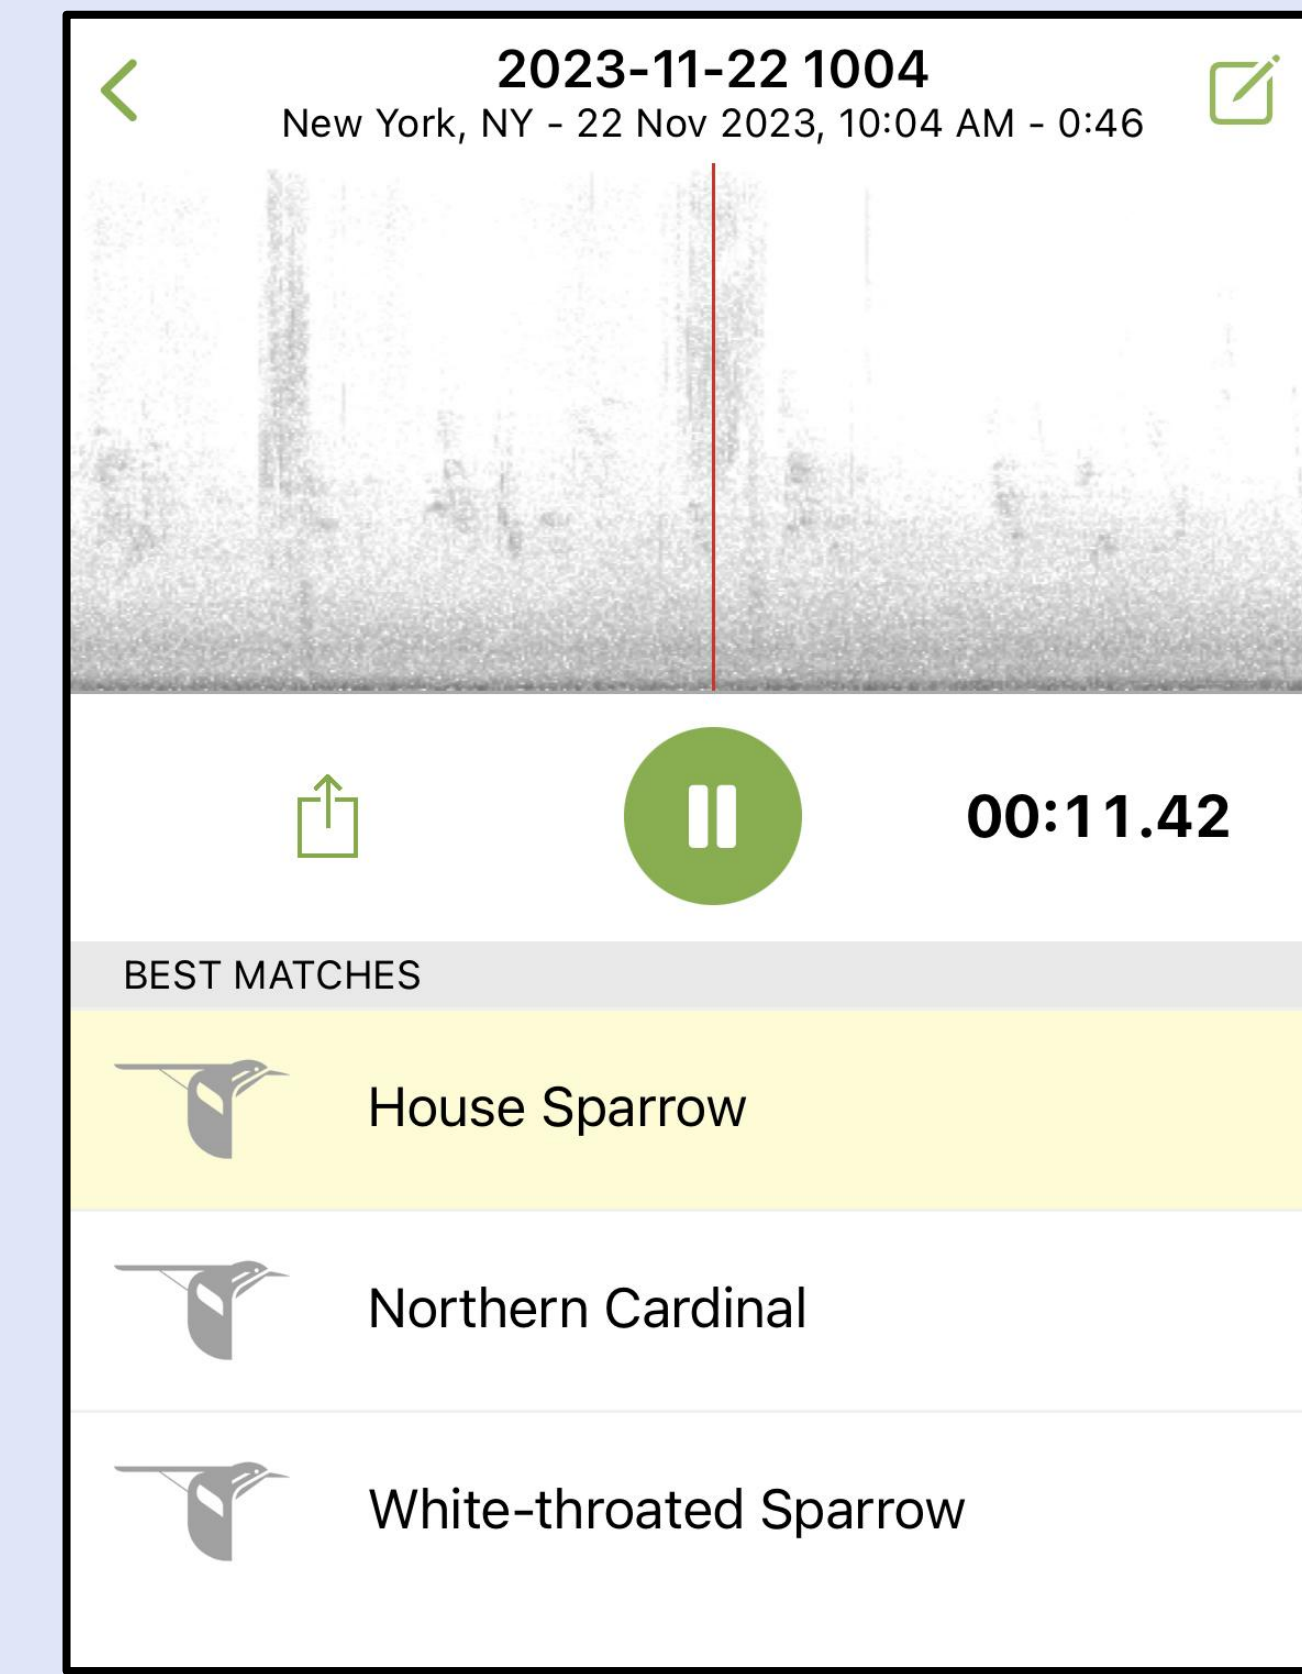 2023-11-22 1004
New York, NY - 22 Nov 2023, 10:04 AM - 0:46
00:11.42
BEST MATCHES
House Sparrow
Northern Cardinal
White-throated Sparrow